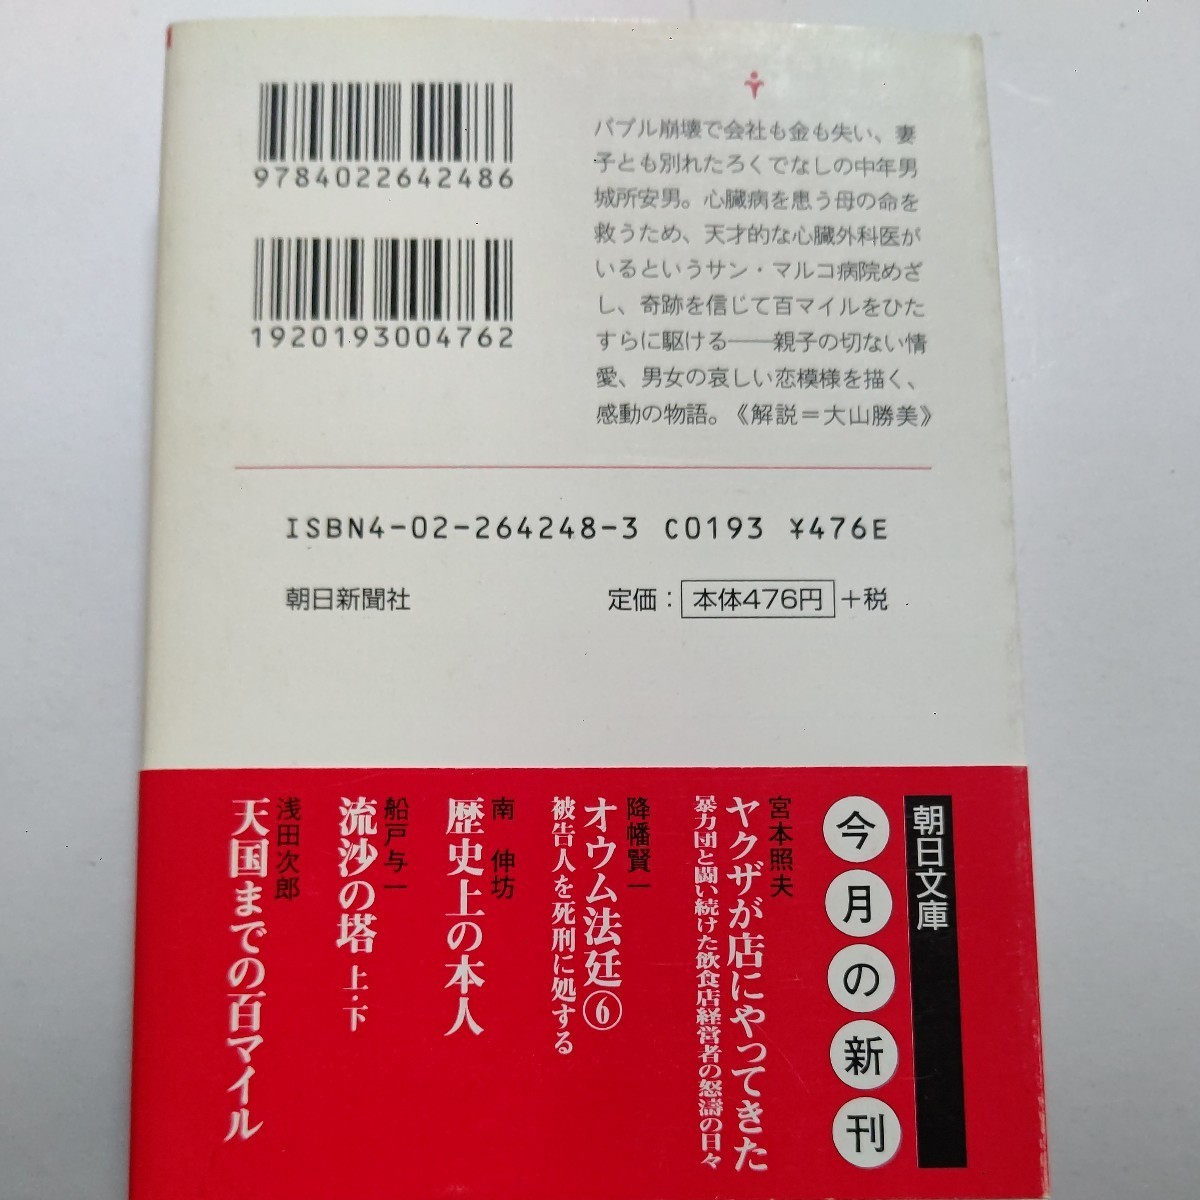 9784022642486
1920193004762
バブル崩壊で会社も金も失い、妻
子とも別れたろくでなしの中年男
城所安男。心臓病を患う母の命を
救うため、天才的な心臓外科医が
いるというサン・マルコ病院めざ
し、奇跡を信じて百マイルをひた
すらに駆ける――親子の切ない情
愛、男女の哀しい恋模様を描く、
感動の物語。《解説＝大山勝美》
ISBN4-02-264248-3 C0193 ¥476E
朝日新聞社
定価：本体476円＋税
朝日文庫
今月の新刊
宮本照夫
ヤクザが店にやってきた
暴力団と闘い続けた飲食店経営者の怒濤の日々
降幡賢一
オウム法廷⑥
被告人を死刑に処する
南 伸坊
歴史上の本人
船戸与一
流沙の塔 上・下
浅田次郎
天国までの百マイル